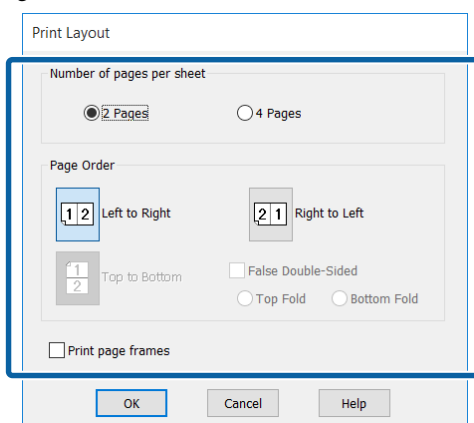 Print Layout
Number of pages per sheet
2 Pages 4 Pages
Page Order
1 2 Left to Right 2 1 Right to Left
1
2 Top to Bottom False Double-Sided
Top Fold Bottom Fold
Print page frames
OK Cancel Help